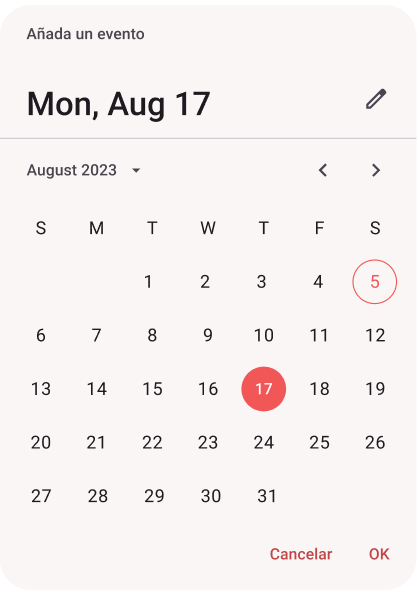 Añada un evento
Mon, Aug 17
August 2023
S M T W T F S
1 2 3 4 5
6 7 8 9 10 11 12
13 14 15 16 17 18 19
20 21 22 23 24 25 26
27 28 29 30 31
Cancelar OK